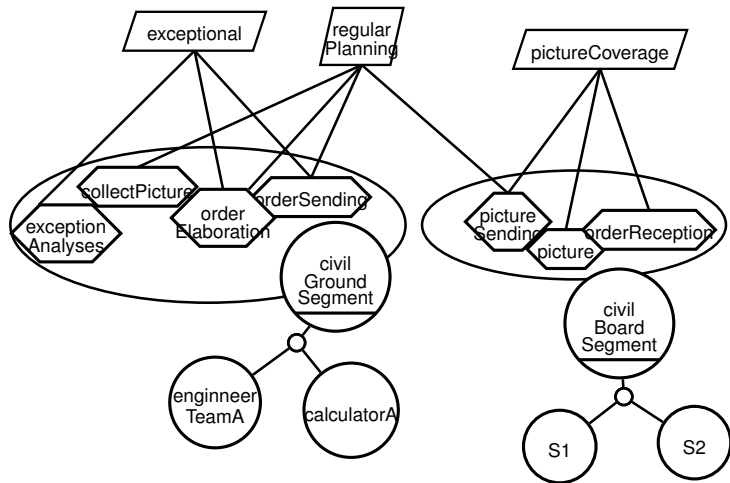 exceptional
regular
Planning
pictureCoverage
collectPicture
order
Elaboration
orderSending
exception
Analyses
picture
Sending
picture
orderReception
civil
Ground
Segment
civil
Board
Segment
enginneer
TeamA
calculatorA
S1
S2